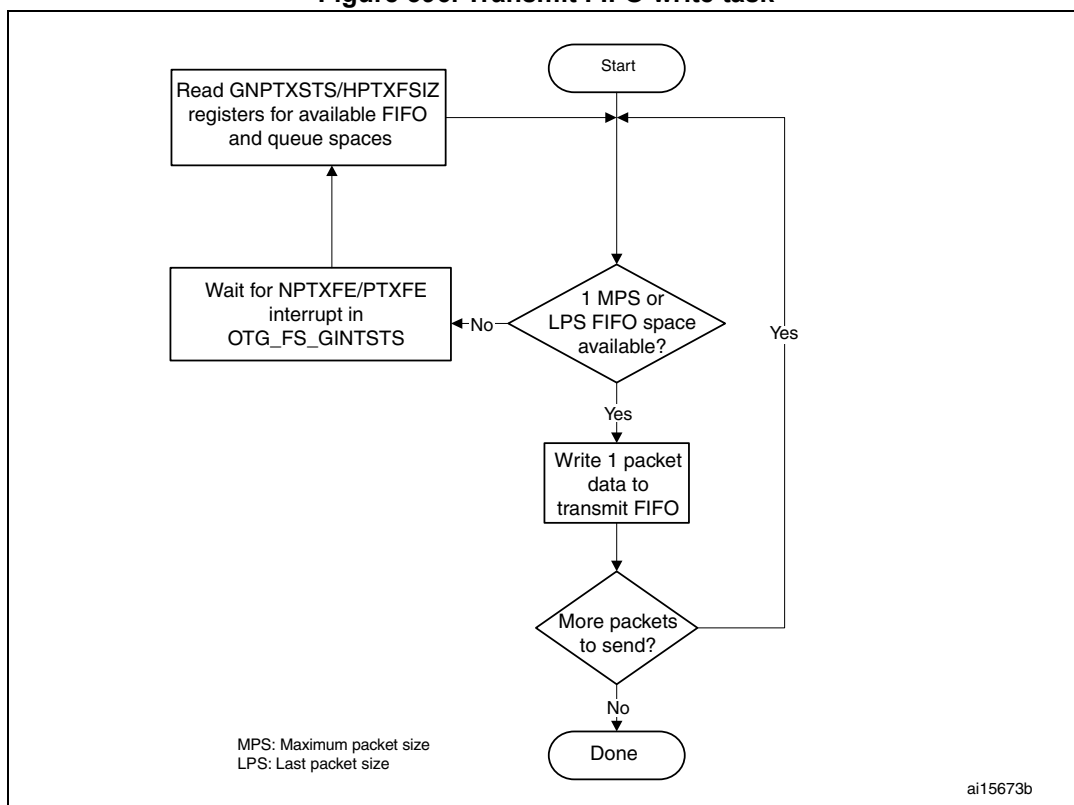 Start
Read GNPTXSTS/HPTXFSIZ
registers for available FIFO
and queue spaces
Wait for NPTXFE/PTXFE
interrupt in
OTG_FS_GINTSTS
No
1 MPS or
LPS FIFO space
available?
Yes
Yes
Write 1 packet
data to
transmit FIFO
More packets
to send?
No
Done
MPS: Maximum packet size
LPS: Last packet size
ai15673b